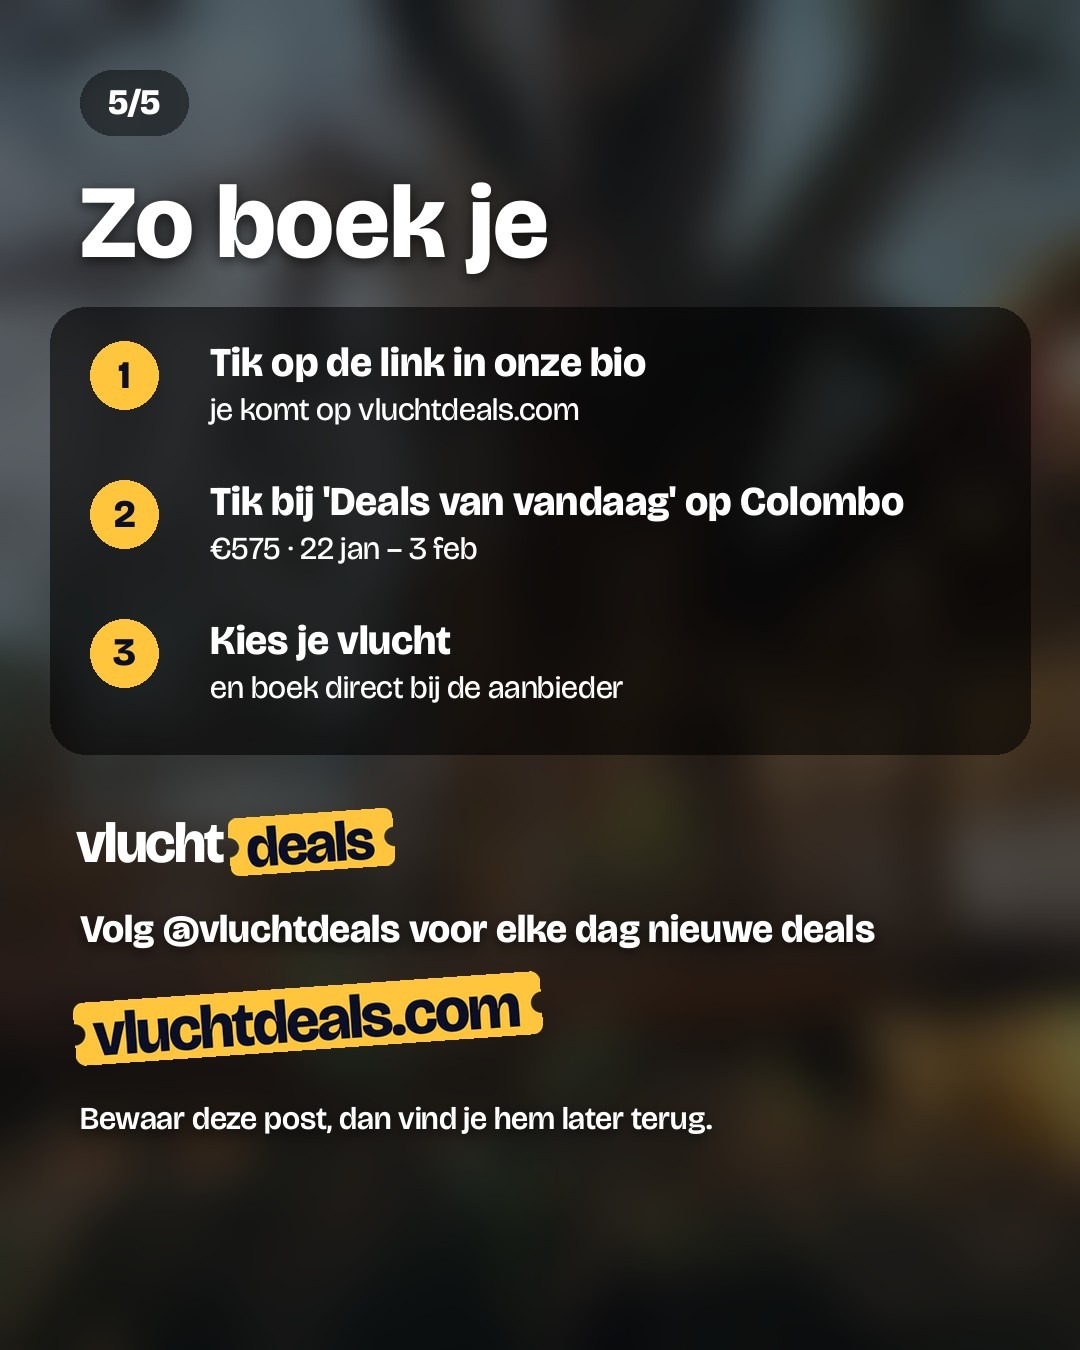 5/5
Zo boek je
1
Tik op de link in onze bio
je komt op vluchtdeals.com
2
Tik bij 'Deals van vandaag' op Colombo
€575 · 22 jan – 3 feb
3
Kies je vlucht
en boek direct bij de aanbieder
vlucht deals
Volg @vluchtdeals voor elke dag nieuwe deals
vluchtdeals.com
Bewaar deze post, dan vind je hem later terug.